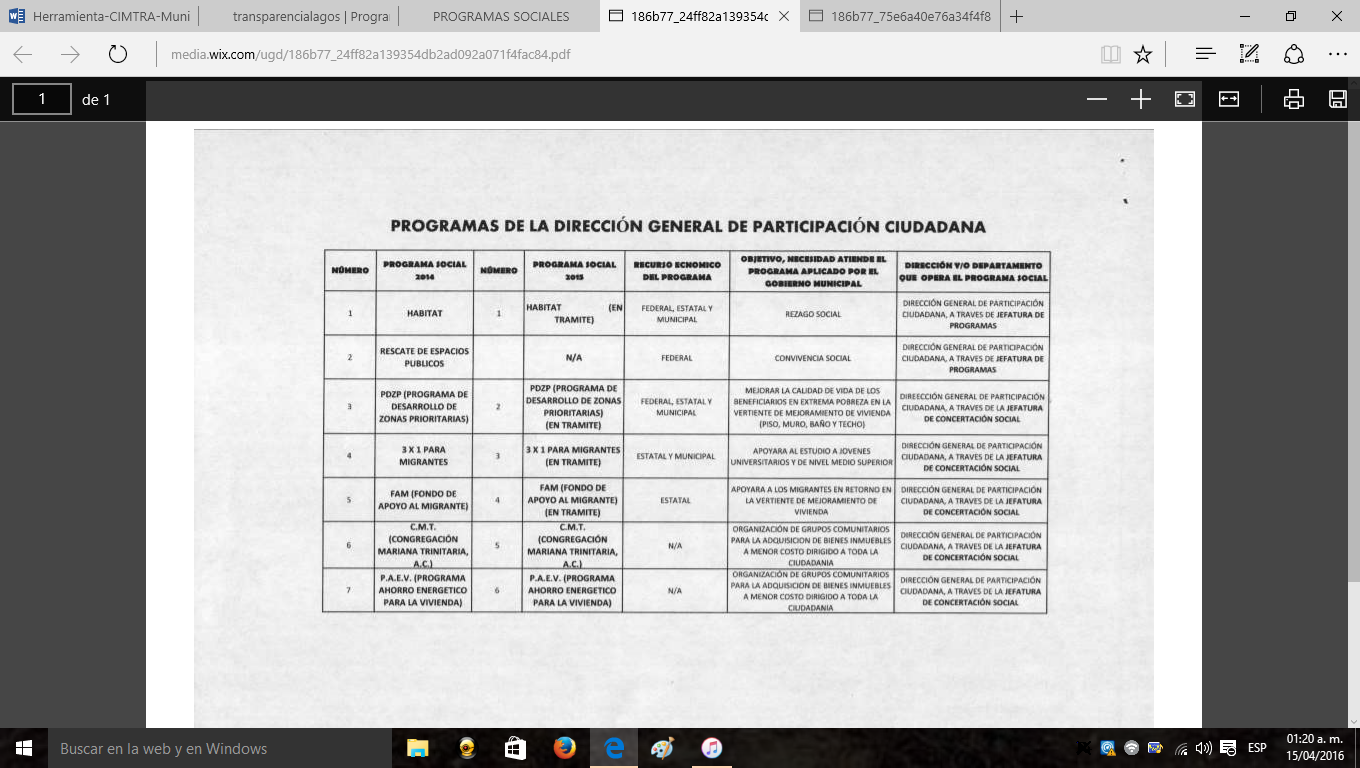 Herramienta-CIMTRA-Muni
transparencialagos | Progra
PROGRAMAS SOCIALES
186b77_24ff82a139354d
186b77_75e6a40e76a34f4f8
media.wix.com/ugd/186b77_24ff82a139354db2ad092a071f4fac84.pdf
1 de 1
PROGRAMAS DE LA DIRECCIÓN GENERAL DE PARTICIPACIÓN CIUDADANA
NÚMERO
PROGRAMA SOCIAL
2014
NÚMERO
PROGRAMA SOCIAL
2015
RECURSO ECNOMICO
DEL PROGRAMA
OBJETIVO, NECESIDAD ATIENDE EL
PROGRAMA APLICADO POR EL
GOBIERNO MUNICIPAL
DIRECCIÓN Y/O DEPARTAMENTO
QUE OPERA EL PROGRAMA SOCIAL
1
HABITAT
1
HABITAT (EN
TRAMITE)
FEDERAL, ESTATAL Y
MUNICIPAL
REZAGO SOCIAL
DIRECCIÓN GENERAL DE PARTICIPACIÓN
CIUDADANA, A TRAVES DE JEFATURA DE
PROGRAMAS
2
RESCATE DE ESPACIOS
PUBLICOS
N/A
FEDERAL
CONVIVENCIA SOCIAL
DIRECCIÓN GENERAL DE PARTICIPACIÓN
CIUDADANA, A TRAVES DE JEFATURA DE
PROGRAMAS
3
PDZP (PROGRAMA DE
DESARROLLO DE
ZONAS PRIORITARIAS)
2
PDZP (PROGRAMA DE
DESARROLLO DE ZONAS
PRIORITARIAS)
(EN TRAMITE)
FEDERAL, ESTATAL Y
MUNICIPAL
MEJORAR LA CALIDAD DE VIDA DE LOS
BENEFICIARIOS EN EXTREMA POBREZA EN LA
VERTIENTE DE MEJORAMIENTO DE VIVIENDA
(PISO, MURO, BAÑO Y TECHO)
DIRECCIÓN GENERAL DE PARTICIPACIÓN
CIUDADANA, A TRAVES DE LA JEFATURA
DE CONCERTACIÓN SOCIAL
4
3 X 1 PARA
MIGRANTES
3
3 X 1 PARA MIGRANTES
(EN TRAMITE)
ESTATAL Y MUNICIPAL
APOYARA AL ESTUDIO A JOVENES
UNIVERSITARIOS Y DE NIVEL MEDIO SUPERIOR
DIRECCIÓN GENERAL DE PARTICIPACIÓN
CIUDADANA, A TRAVES DE LA JEFATURA
DE CONCERTACIÓN SOCIAL
5
FAM (FONDO DE
APOYO AL MIGRANTE)
4
FAM (FONDO DE
APOYO AL MIGRANTE)
(EN TRAMITE)
ESTATAL
APOYARA A LOS MIGRANTES EN RETORNO EN
LA VERTIENTE DE MEJORAMIENTO DE
VIVIENDA
DIRECCIÓN GENERAL DE PARTICIPACIÓN
CIUDADANA, A TRAVES DE LA JEFATURA
DE CONCERTACIÓN SOCIAL
6
C.M.T.
(CONGREGACIÓN
MARIANA TRINITARIA,
A.C.)
5
C.M.T.
(CONGREGACIÓN
MARIANA TRINITARIA,
A.C.)
N/A
ORGANIZACIÓN DE GRUPOS COMUNITARIOS
PARA LA ADQUISICION DE BIENES INMUEBLES
A MENOR COSTO DIRIGIDO A TODA LA
CIUDADANIA
DIRECCIÓN GENERAL DE PARTICIPACIÓN
CIUDADANA, A TRAVES DE LA JEFATURA
DE CONCERTACIÓN SOCIAL
7
P.A.E.V. (PROGRAMA
AHORRO ENERGETICO
PARA LA VIVIENDA)
6
P.A.E.V. (PROGRAMA
AHORRO ENERGETICO
PARA LA VIVIENDA)
N/A
ORGANIZACIÓN DE GRUPOS COMUNITARIOS
PARA LA ADQUISICION DE BIENES INMUEBLES
A MENOR COSTO DIRIGIDO A TODA LA
CIUDADANIA
DIRECCIÓN GENERAL DE PARTICIPACIÓN
CIUDADANA, A TRAVES DE LA JEFATURA
DE CONCERTACIÓN SOCIAL
Buscar en la web y en Windows
ESP
01:20 a. m.
15/04/2016